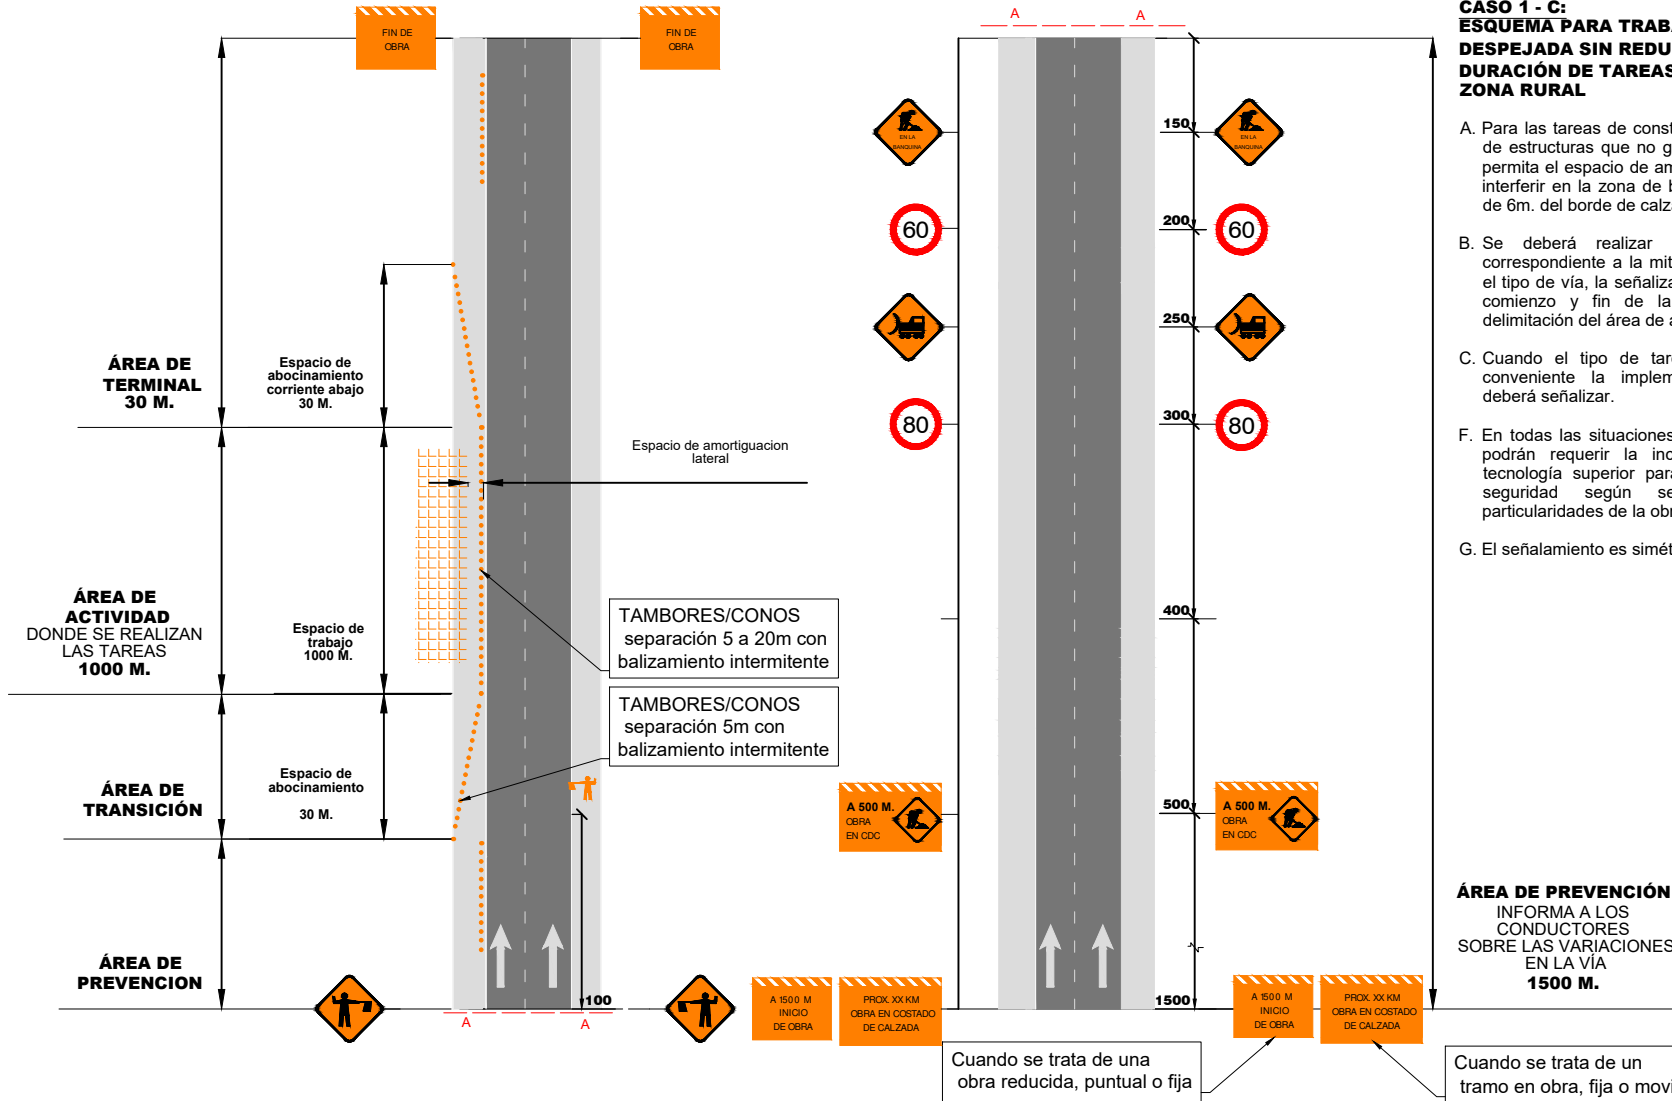 FIN DE
OBRA
FIN DE
OBRA
ÁREA DE
TERMINAL
30 M.
Espacio de
abocinamiento
corriente abajo
30 M.
Espacio de amortiguacion
lateral
ÁREA DE
ACTIVIDAD
DONDE SE REALIZAN
LAS TAREAS
1000 M.
Espacio de
trabajo
1000 M.
TAMBORES/CONOS
separación 5 a 20m con
balizamiento intermitente
TAMBORES/CONOS
separación 5m con
balizamiento intermitente
ÁREA DE
TRANSICIÓN
Espacio de
abocinamiento
30 M.
ÁREA DE
PREVENCION
100
A
A
A
A
EN LA
BANQUINA
150
EN LA
BANQUINA
60
200
60
250
80
300
80
400
A 500 M.
OBRA
EN CDC
500
A 500 M.
OBRA
EN CDC
A 1500 M
INICIO
DE OBRA
PROX. XX KM
OBRA EN COSTADO
DE CALZADA
1500
A 1500 M
INICIO
DE OBRA
PROX. XX KM
OBRA EN COSTADO
DE CALZADA
Cuando se trata de una
obra reducida, puntual o fija
Cuando se trata de un
tramo en obra, fija o movi
CASO 1 - C:
ESQUEMA PARA TRABA
DESPEJADA SIN REDU
DURACIÓN DE TAREAS
ZONA RURAL
A. Para las tareas de const
de estructuras que no g
permita el espacio de am
interferir en la zona de b
de 6m. del borde de calza
B. Se deberá realizar
correspondiente a la mit
el tipo de vía, la señaliza
comienzo y fin de la
delimitación del área de a
C. Cuando el tipo de tar
conveniente la implem
deberá señalizar.
F. En todas las situaciones
podrán requerir la inc
tecnología superior para
seguridad según se
particularidades de la obr
G. El señalamiento es simét
ÁREA DE PREVENCIÓN
INFORMA A LOS
CONDUCTORES
SOBRE LAS VARIACIONES
EN LA VÍA
1500 M.